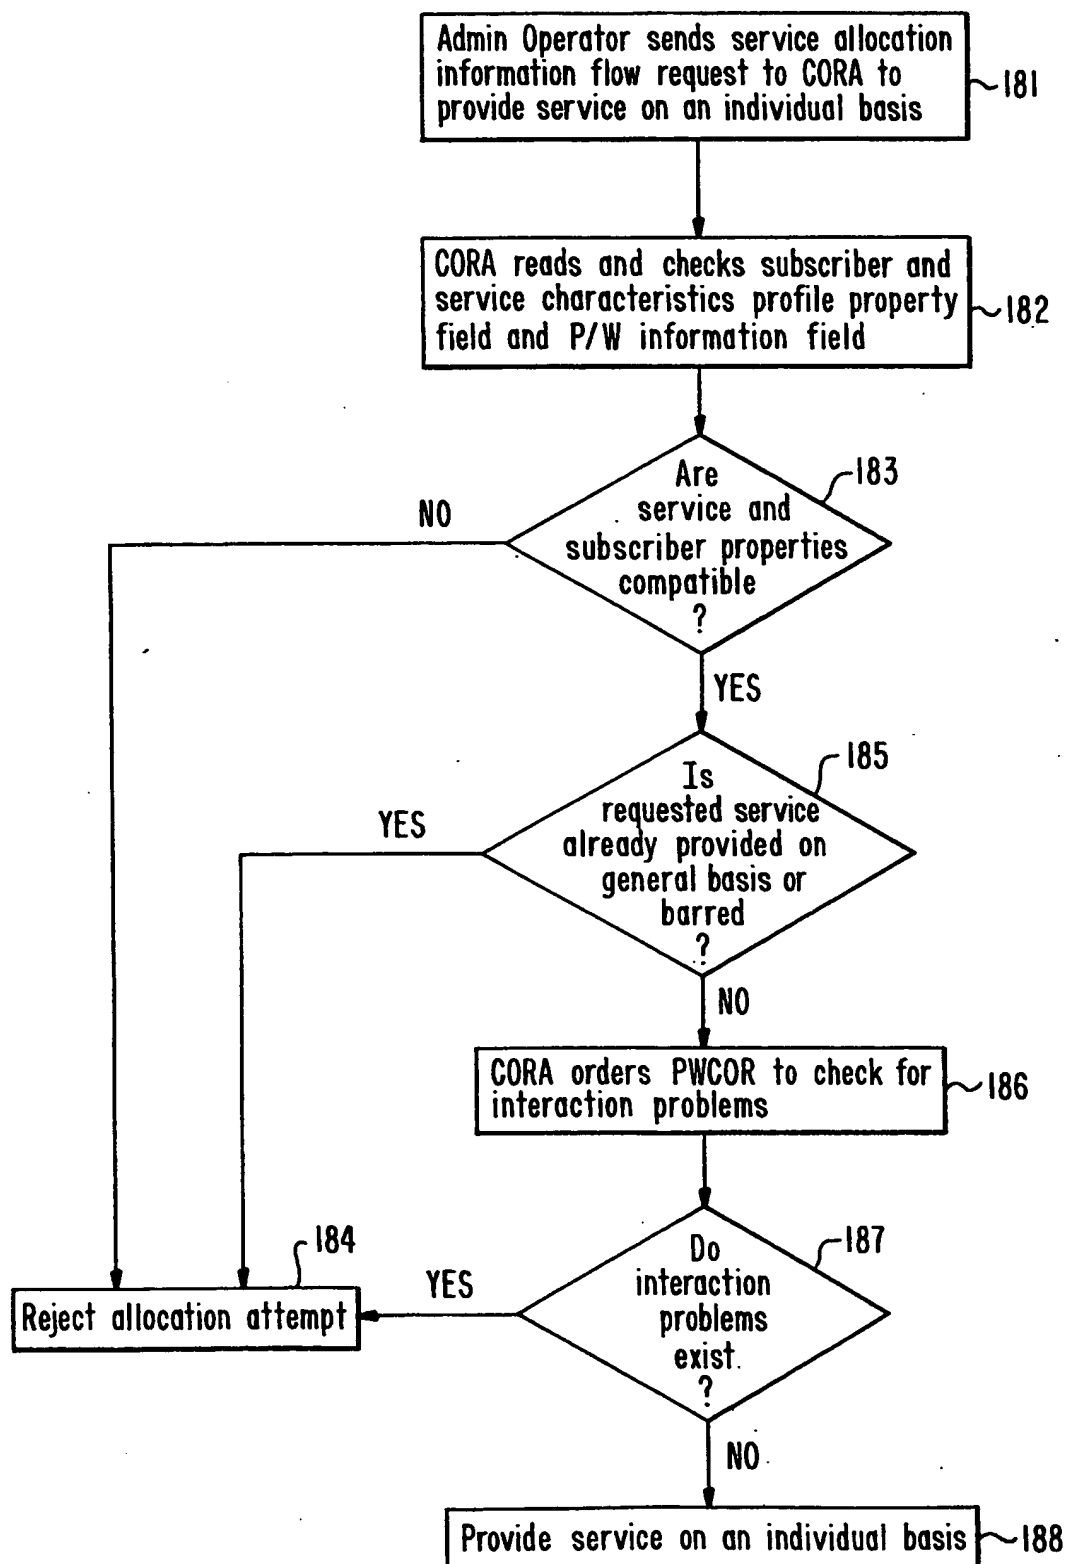 Admin Operator sends service allocation
information flow request to CORA to
provide service on an individual basis
181
CORA reads and checks subscriber and
service characteristics profile property
field and P/W information field
182
Are
service and
subscriber properties
compatible
?
183
NO
YES
Is
requested service
already provided on
general basis or
barred
?
185
YES
NO
CORA orders PWCOR to check for
interaction problems
186
Do
interaction
problems
exist
?
187
YES
184
Reject allocation attempt
NO
Provide service on an individual basis
188